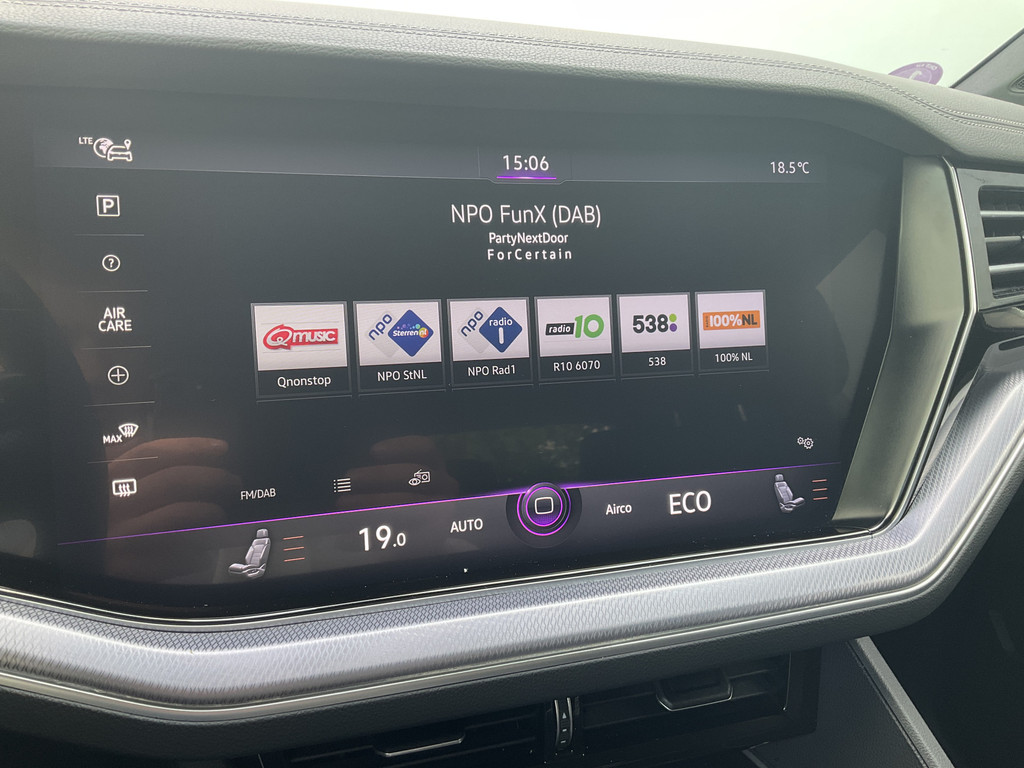 LTE
15:06
18.5°C
P
?
AIR
CARE
MAX
NPO FunX (DAB)
PartyNextDoor
ForCertain
Q MUSIC
Qnonstop
npo
Sterren nl
NPO StNL
npo
radio
1
NPO Rad1
radio 10
R10 6070
538
538
100%NL
100% NL
FM/DAB
19.0
AUTO
Airco
ECO